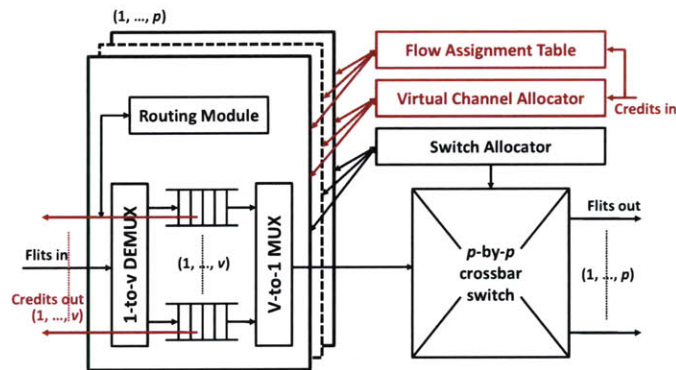 (1, ..., p)
Flow Assignment Table
Routing Module
Virtual Channel Allocator
Credits in
Switch Allocator
Flits out
Flits in
1-to-v DEMUX
(1, ..., v)
V-to-1 MUX
p-by-p
crossbar
switch
(1, ..., p)
Credits out
(1, ..., v)